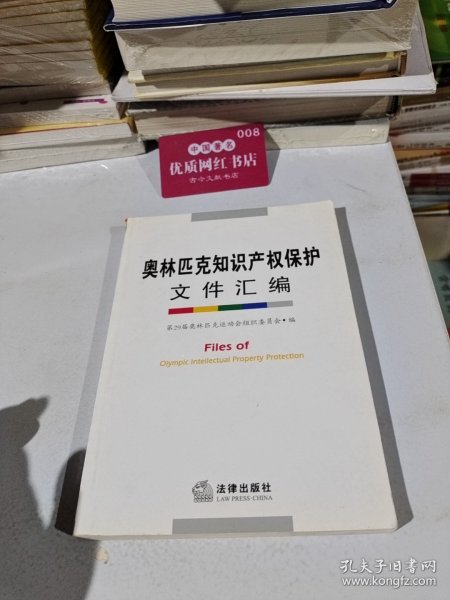 008
中国著名
优质网红书店
古今文献书店
奥林匹克知识产权保护
文件汇编
第29届奥林匹克运动会组织委员会·编
Files of
Olympic Intellectual Property Protection
法律出版社
LAW PRESS·CHINA
孔夫子旧书网
www.kongfz.com